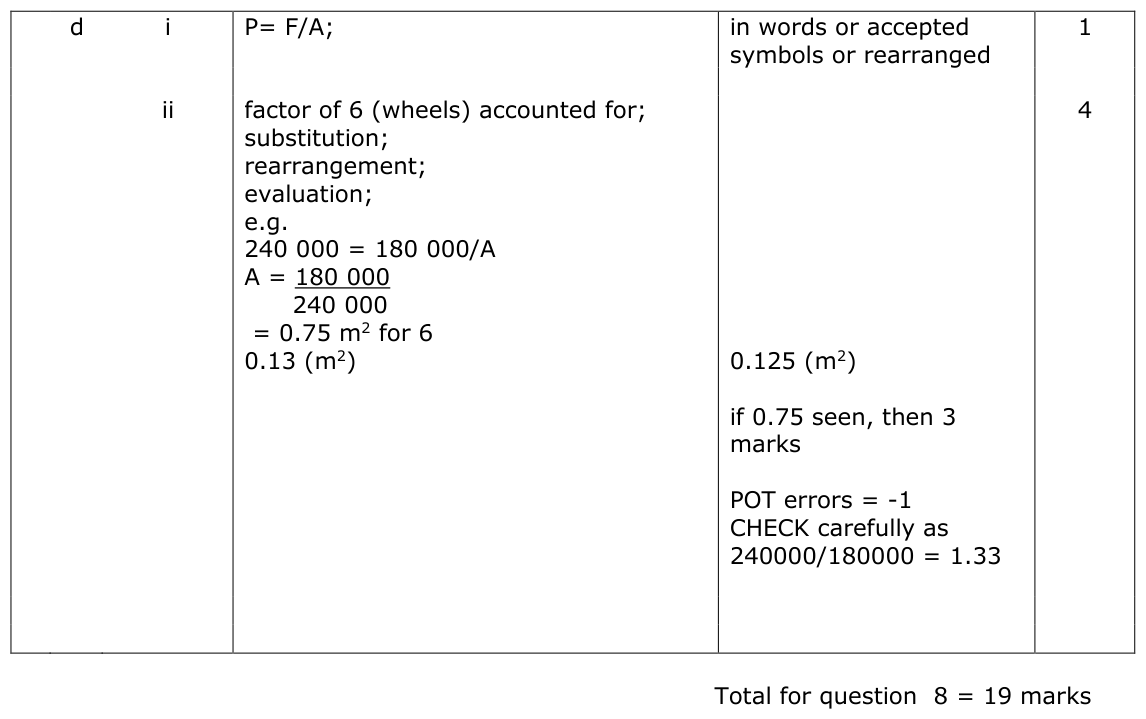 d i P= F/A; in words or accepted 1
symbols or rearranged
ii factor of 6 (wheels) accounted for; 4
substitution;
rearrangement;
evaluation;
e.g.
240 000 = 180 000/A
A = 180 000
240 000
= 0.75 m² for 6
0.13 (m²) 0.125 (m²)
if 0.75 seen, then 3
marks
POT errors = -1
CHECK carefully as
240000/180000 = 1.33
Total for question 8 = 19 marks